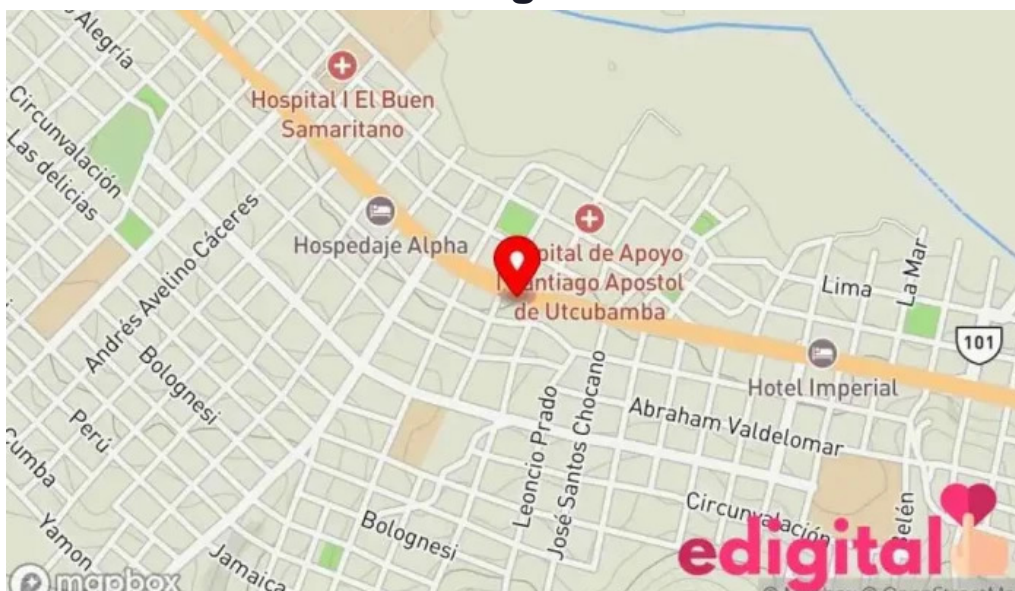 Alegría
Hospital I El Buen
Samaritano
Circunvalación
Las delicias
Hospedaje Alpha
Andrés Avelino Cáceres
pital de Apoyo
antiago Apostol
de Utcubamba
Lima
La Mar
101
Hotel Imperial
Bolognesi
Perú
Cumba
Yamon
Leoncio Prado
José Santos Chocano
Abraham Valdelomar
Circunvalación
Belén
Bolognesi
Jamaica
edigital
mapbox